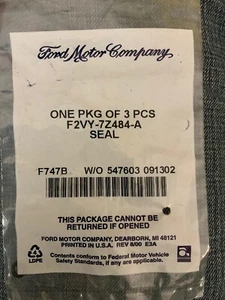 Ford Motor Company
ONE PKG OF 3 PCS
F2VY-7Z484-A
SEAL
F747B W/O 547603 091302
THIS PACKAGE CANNOT BE
RETURNED IF OPENED
FORD MOTOR COMPANY, DEARBORN, MI 48121
PRINTED IN U.S.A. REV 8/00 E3A
Contents conform to Federal Motor Vehicle
Safety Standards if any are applicable
4
LDPE